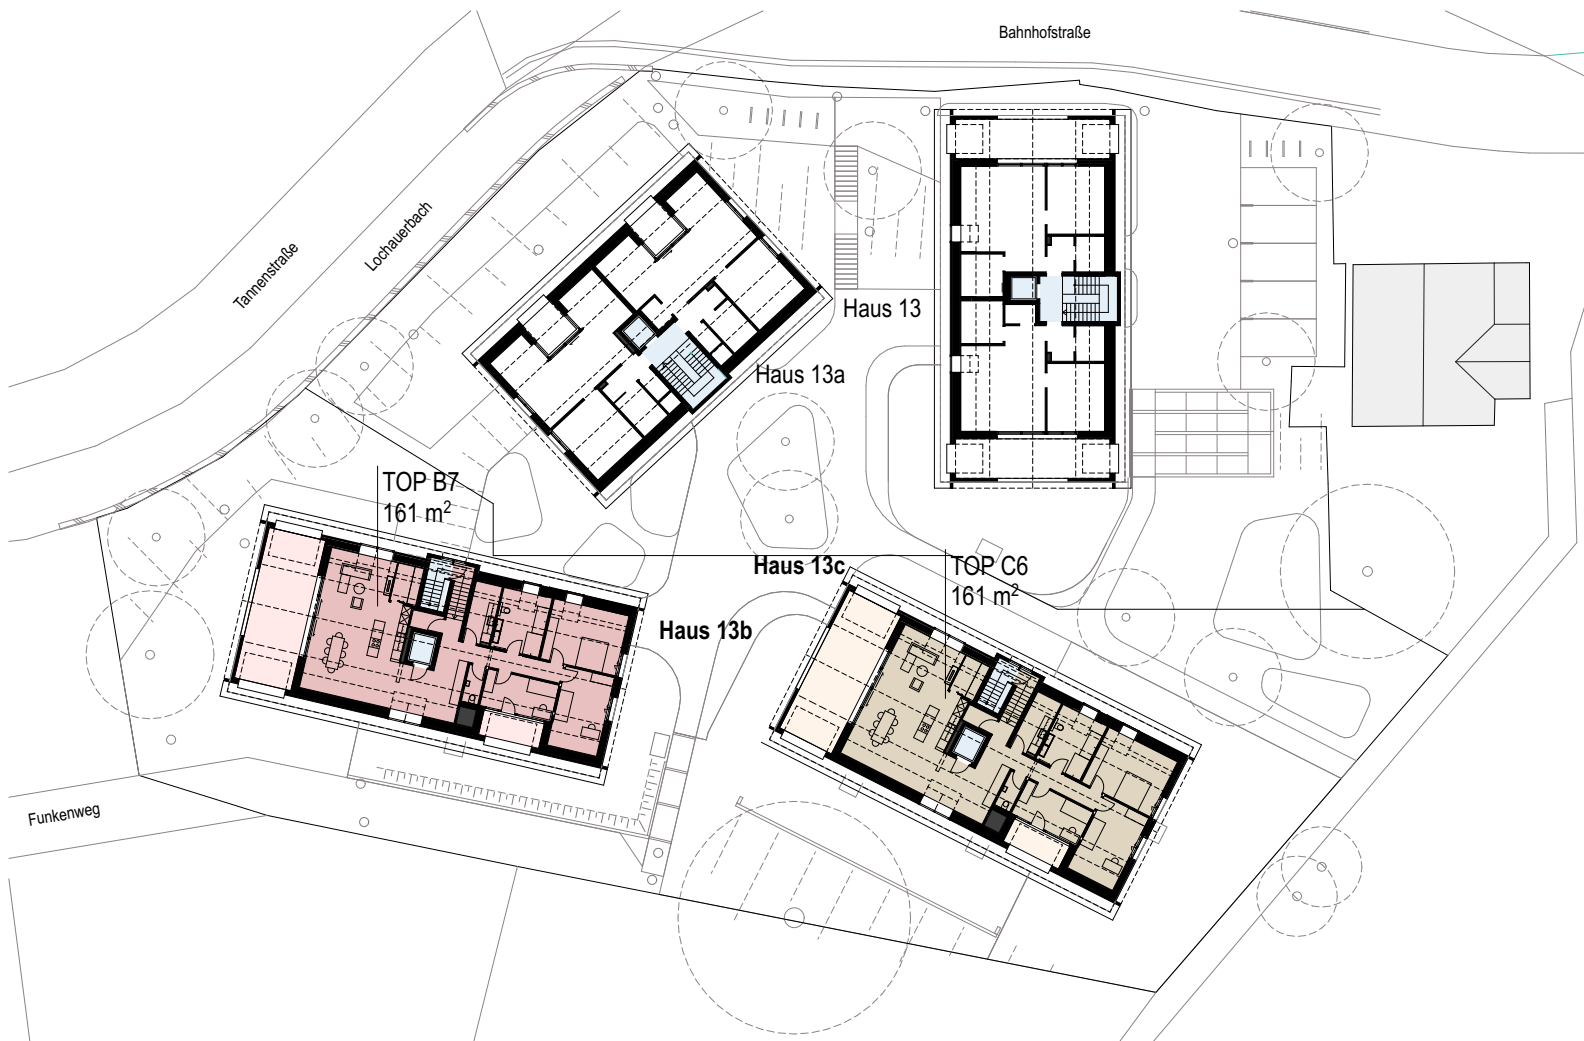 Bahnhofstraße
Lochauerbach
Tannenstraße
Haus 13
Haus 13a
TOP B7
161 m²
Haus 13c
TOP C6
161 m²
Haus 13b
Funkenweg